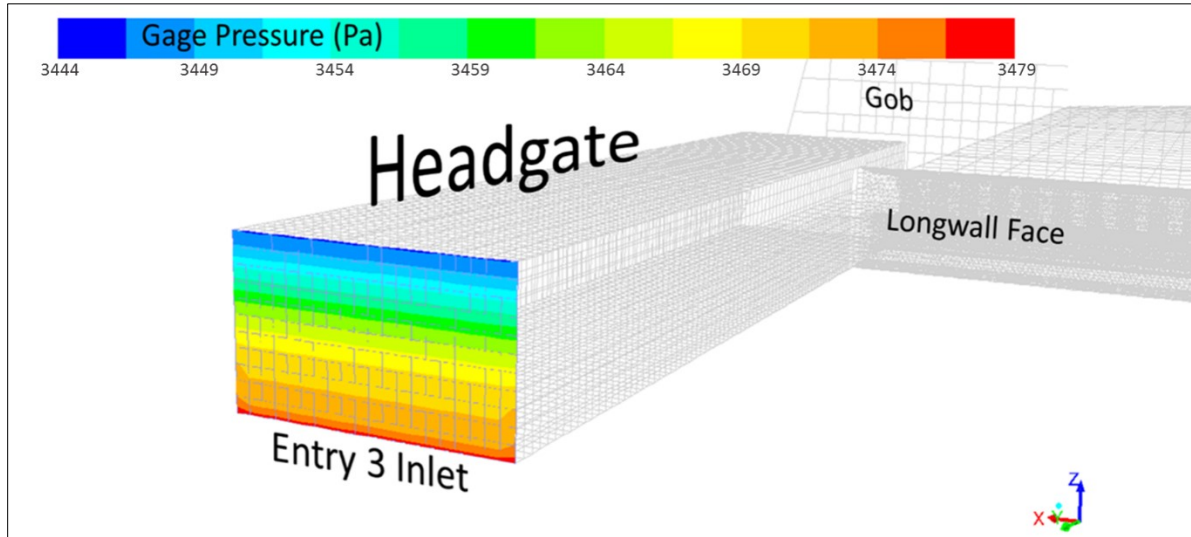 Gage Pressure (Pa)
3444 3449 3454 3459 3464 3469 3474 3479
Gob
Headgate
Longwall Face
Entry 3 Inlet
Z
X Y